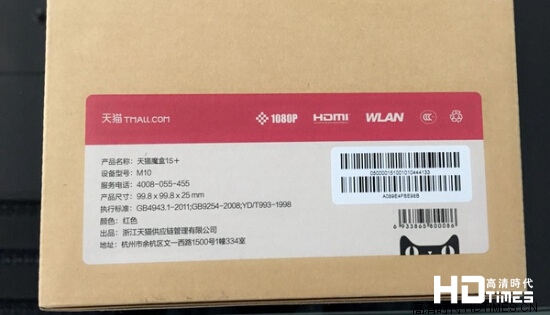 天猫 TMALL.COM
1080P HDMI WLAN
产品名称：天猫魔盒1S+
设备型号：M10
服务电话：4008-055-455
产品尺寸：99.8 x 99.8 x 25 mm
执行标准：GB4943.1-2011;GB9254-2008;YD/T993-1998
颜色：红色
出品：浙江天猫供应链管理有限公司
地址：杭州市余杭区文一西路1500号1幢334室
6 933865 800086
HD 高清時代
TIMES